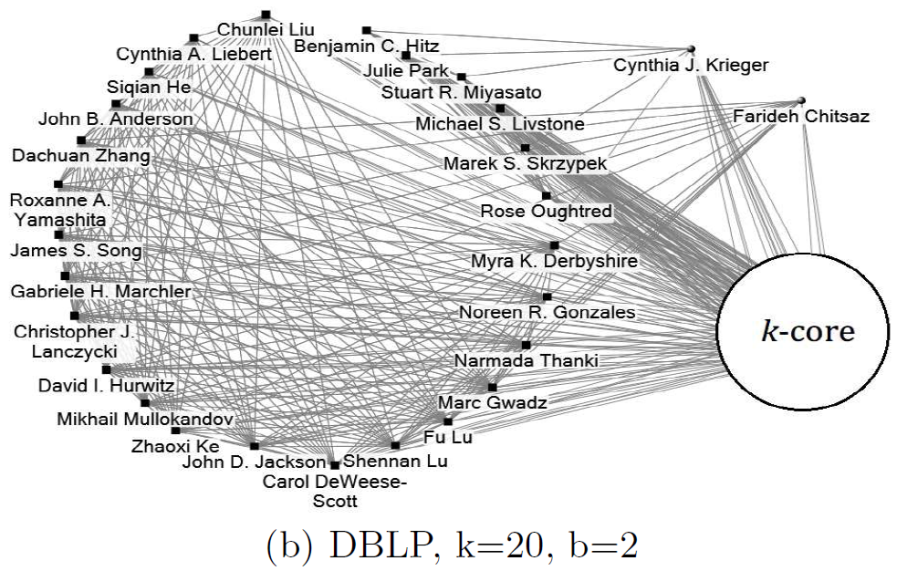 Chunlei Liu
Benjamin C. Hitz
Cynthia A. Liebert
Julie Park
Cynthia J. Krieger
Siqian He
Stuart R. Miyasato
John B. Anderson
Michael S. Livstone
Farideh Chitsaz
Dachuan Zhang
Marek S. Skrzypek
Roxanne A.
Yamashita
Rose Oughtred
James S. Song
Myra K. Derbyshire
Gabriele H. Marchler
Noreen R. Gonzales
Christopher J.
Lanczycki
k-core
Narmada Thanki
David I. Hurwitz
Marc Gwadz
Mikhail Mullokandov
Fu Lu
Zhaoxi Ke
John D. Jackson
Shennan Lu
Carol DeWeese-
Scott
(b) DBLP, k=20, b=2